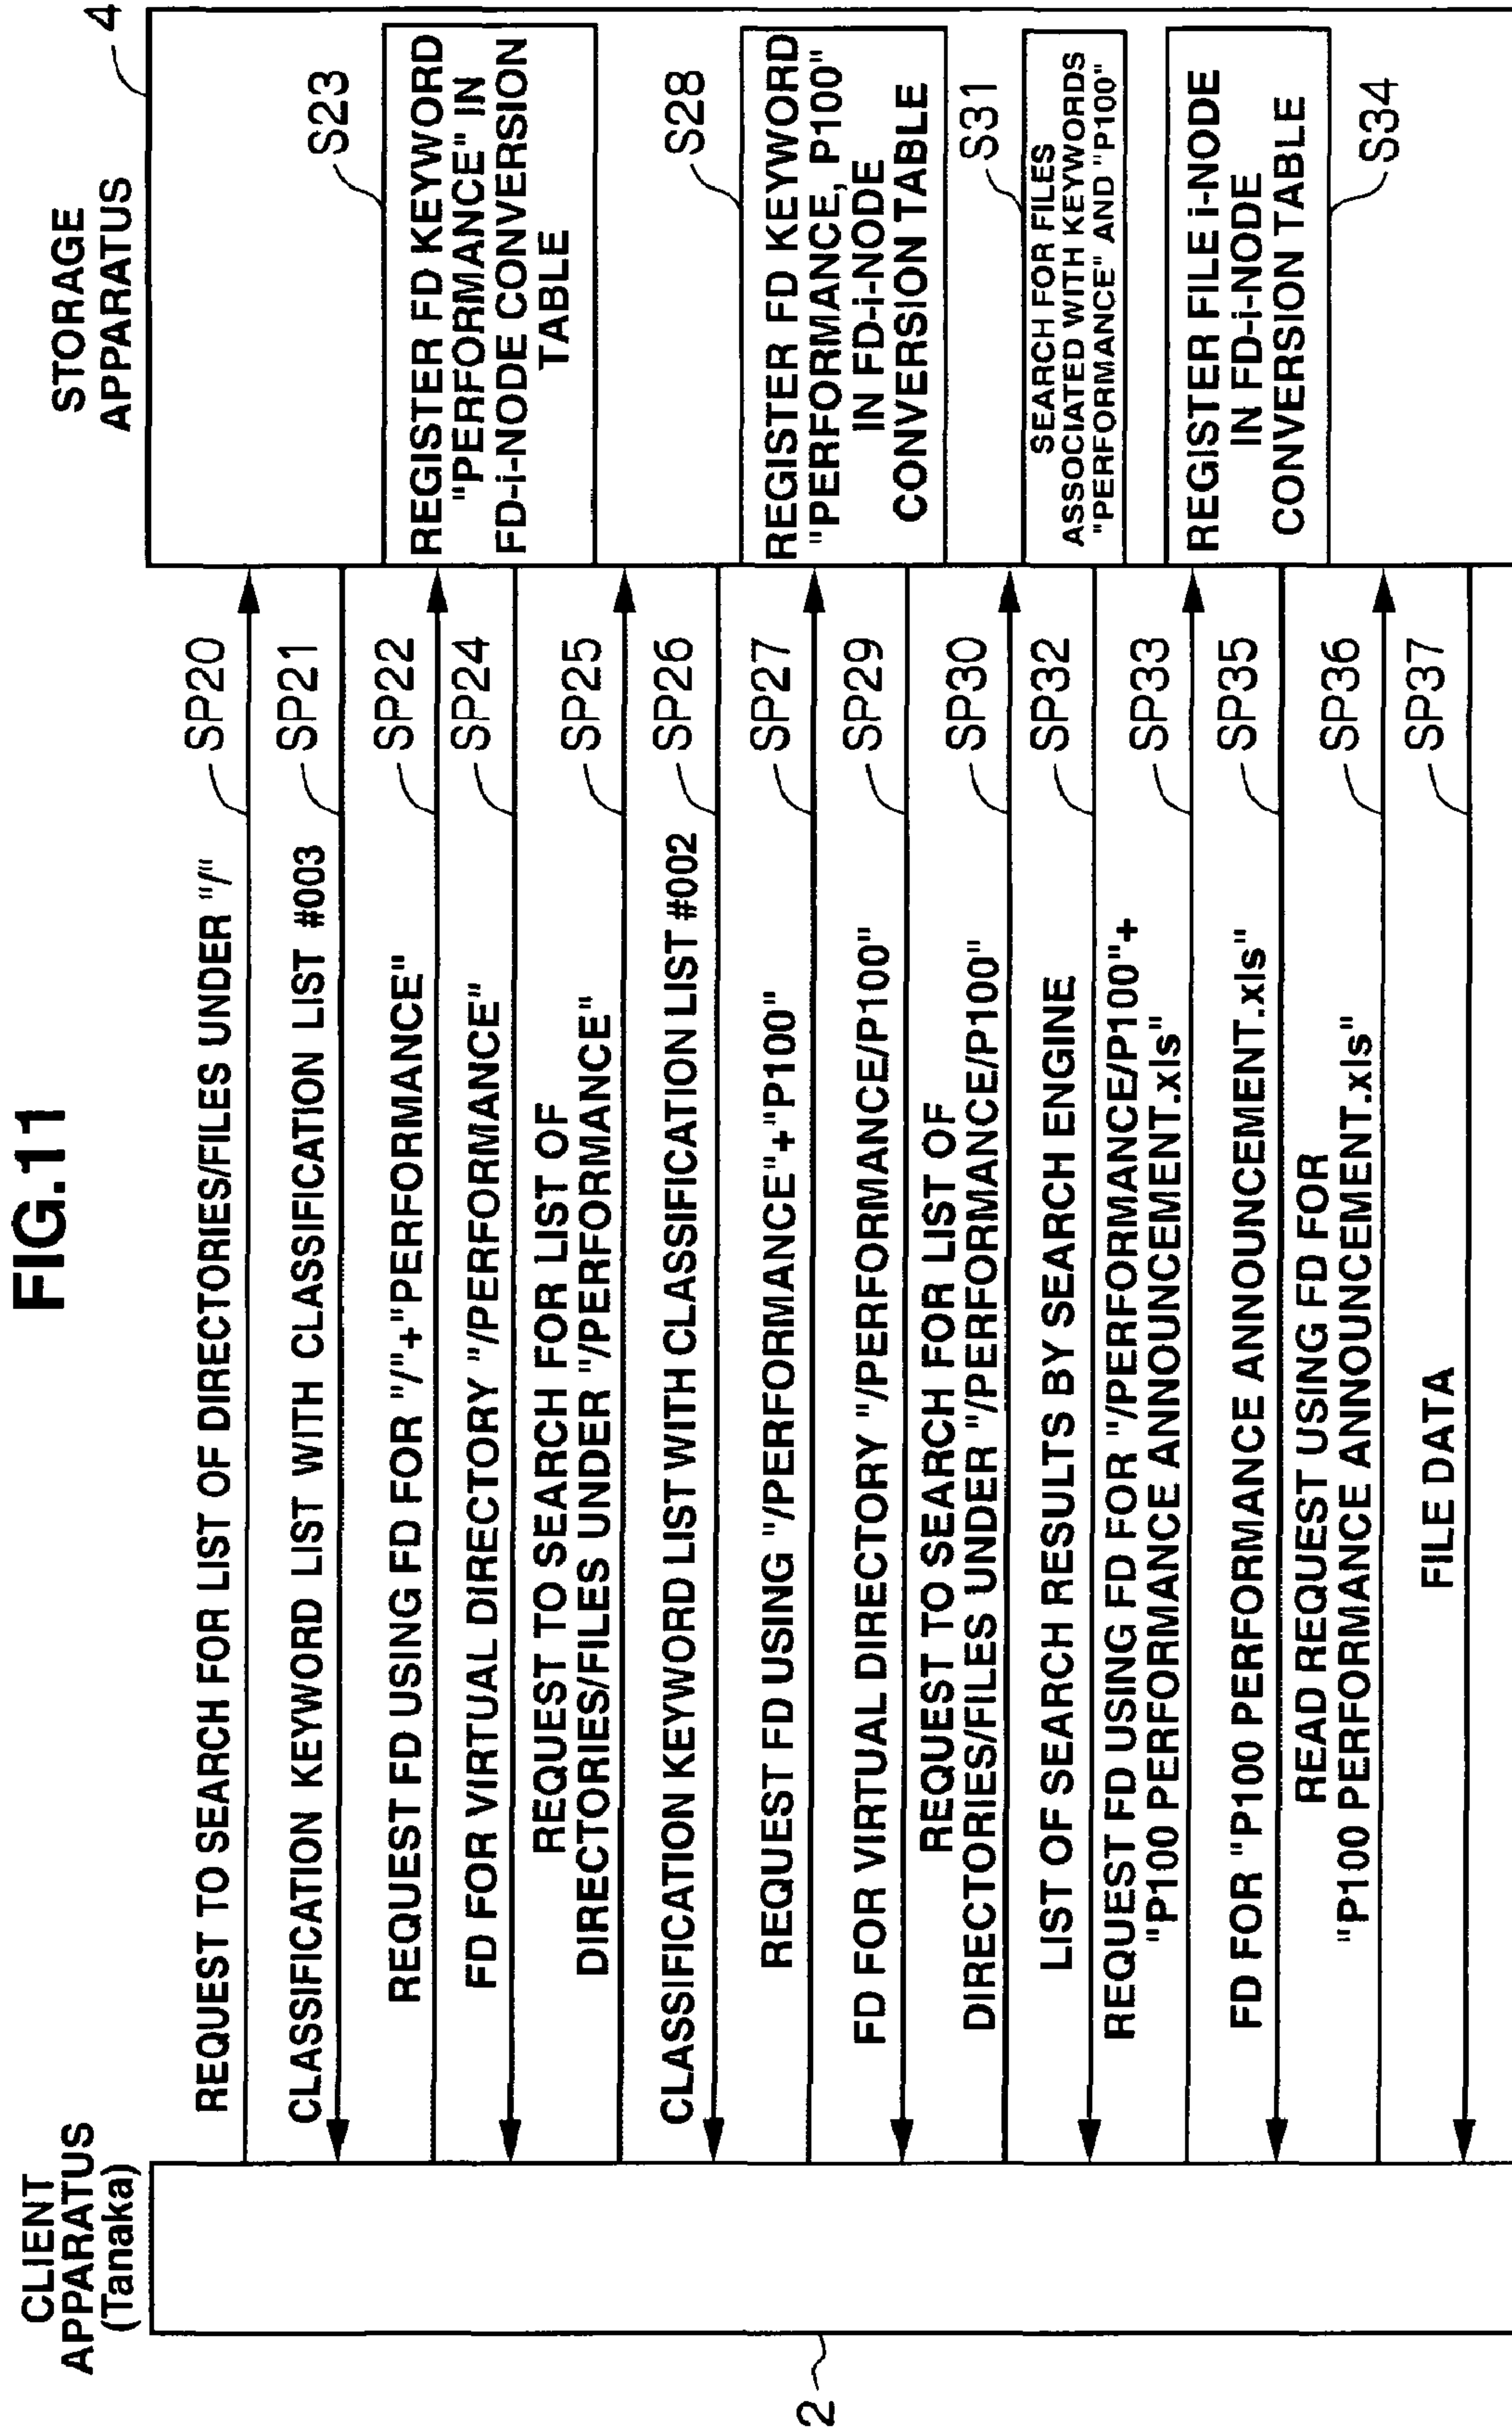 FIG.11
CLIENT
APPARATUS
(Tanaka)
2
STORAGE
APPARATUS
4
REQUEST TO SEARCH FOR LIST OF DIRECTORIES/FILES UNDER "/"
SP20
CLASSIFICATION KEYWORD LIST WITH CLASSIFICATION LIST #003
SP21
REQUEST FD USING FD FOR "/"+"PERFORMANCE"
SP22
S23
REGISTER FD KEYWORD
"PERFORMANCE" IN
FD-i-NODE CONVERSION
TABLE
FD FOR VIRTUAL DIRECTORY "/PERFORMANCE"
SP24
REQUEST TO SEARCH FOR LIST OF
DIRECTORIES/FILES UNDER "/PERFORMANCE"
SP25
CLASSIFICATION KEYWORD LIST WITH CLASSIFICATION LIST #002
SP26
REQUEST FD USING "/PERFORMANCE"+"P100"
SP27
S28
REGISTER FD KEYWORD
"PERFORMANCE, P100"
IN FD-i-NODE
CONVERSION TABLE
FD FOR VIRTUAL DIRECTORY "/PERFORMANCE/P100"
SP29
REQUEST TO SEARCH FOR LIST OF
DIRECTORIES/FILES UNDER "/PERFORMANCE/P100"
SP30
S31
SEARCH FOR FILES
ASSOCIATED WITH KEYWORDS
"PERFORMANCE" AND "P100"
LIST OF SEARCH RESULTS BY SEARCH ENGINE
SP32
REQUEST FD USING FD FOR "/PERFORMANCE/P100"+
"P100 PERFORMANCE ANNOUNCEMENT.xls"
SP33
REGISTER FILE i-NODE
IN FD-i-NODE
CONVERSION TABLE
S34
FD FOR "P100 PERFORMANCE ANNOUNCEMENT.xls"
SP35
READ REQUEST USING FD FOR
"P100 PERFORMANCE ANNOUNCEMENT.xls"
SP36
FILE DATA
SP37